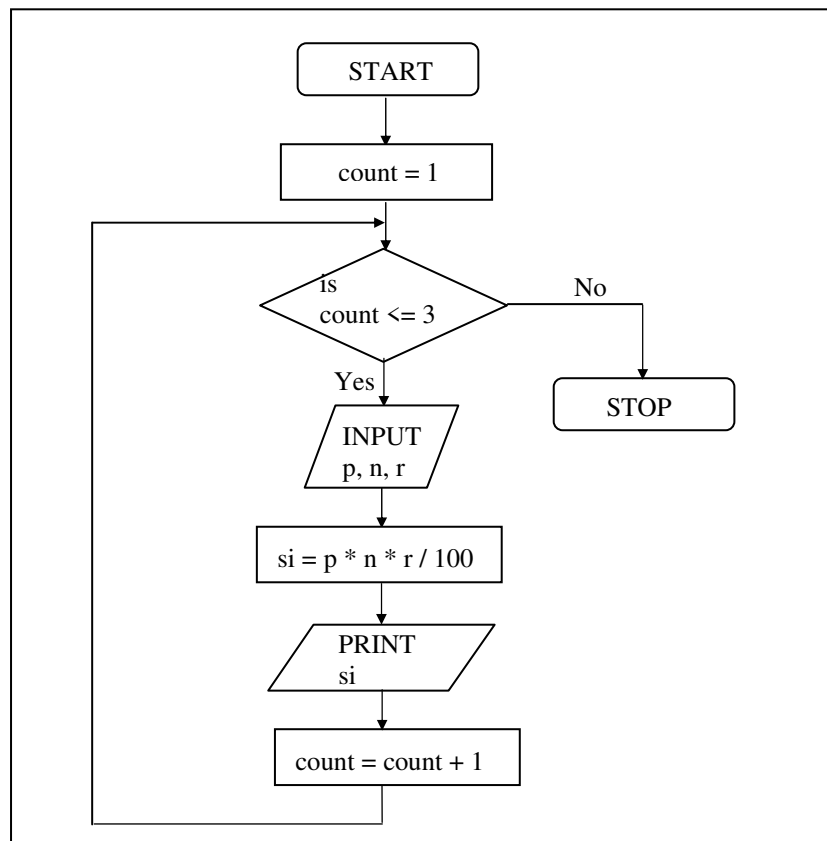 START
count = 1
is
count <= 3
No
Yes
STOP
INPUT
p, n, r
si = p * n * r / 100
PRINT
si
count = count + 1